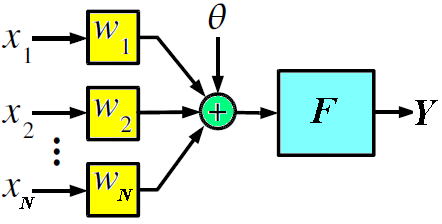 θ
x1 w1
x2 w2 + F Y
⋮
xN wN